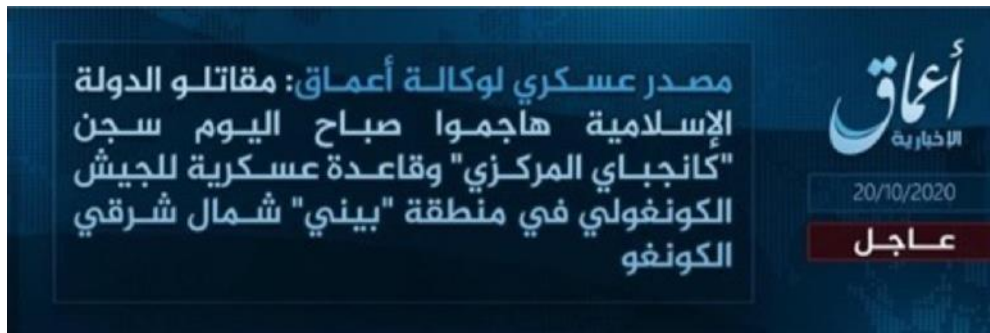 مصدر عسكري لوكالة أعماق: مقاتلو الدولة
الإسلامية هاجموا صباح اليوم سجن
"كانجباي المركزي" وقاعدة عسكرية للجيش
الكونغولي في منطقة "بيني" شمال شرقي
الكونغو
أعماق
الإخبارية
20/10/2020
عاجل